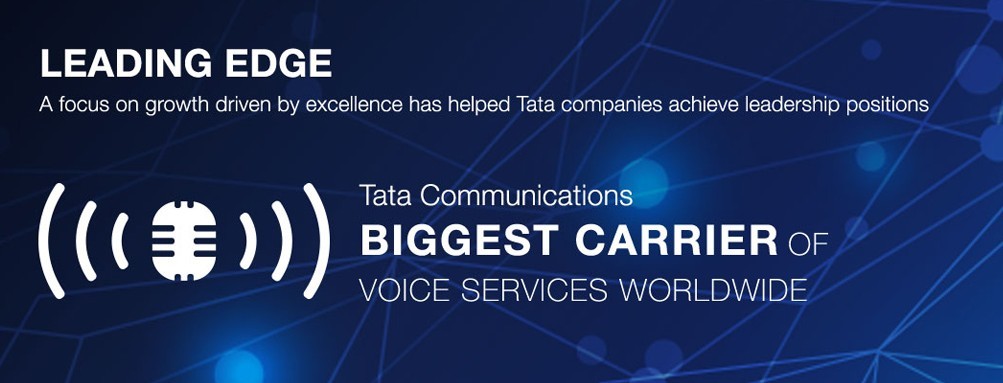 LEADING EDGE
A focus on growth driven by excellence has helped Tata companies achieve leadership positions
Tata Communications
BIGGEST CARRIER OF
VOICE SERVICES WORLDWIDE